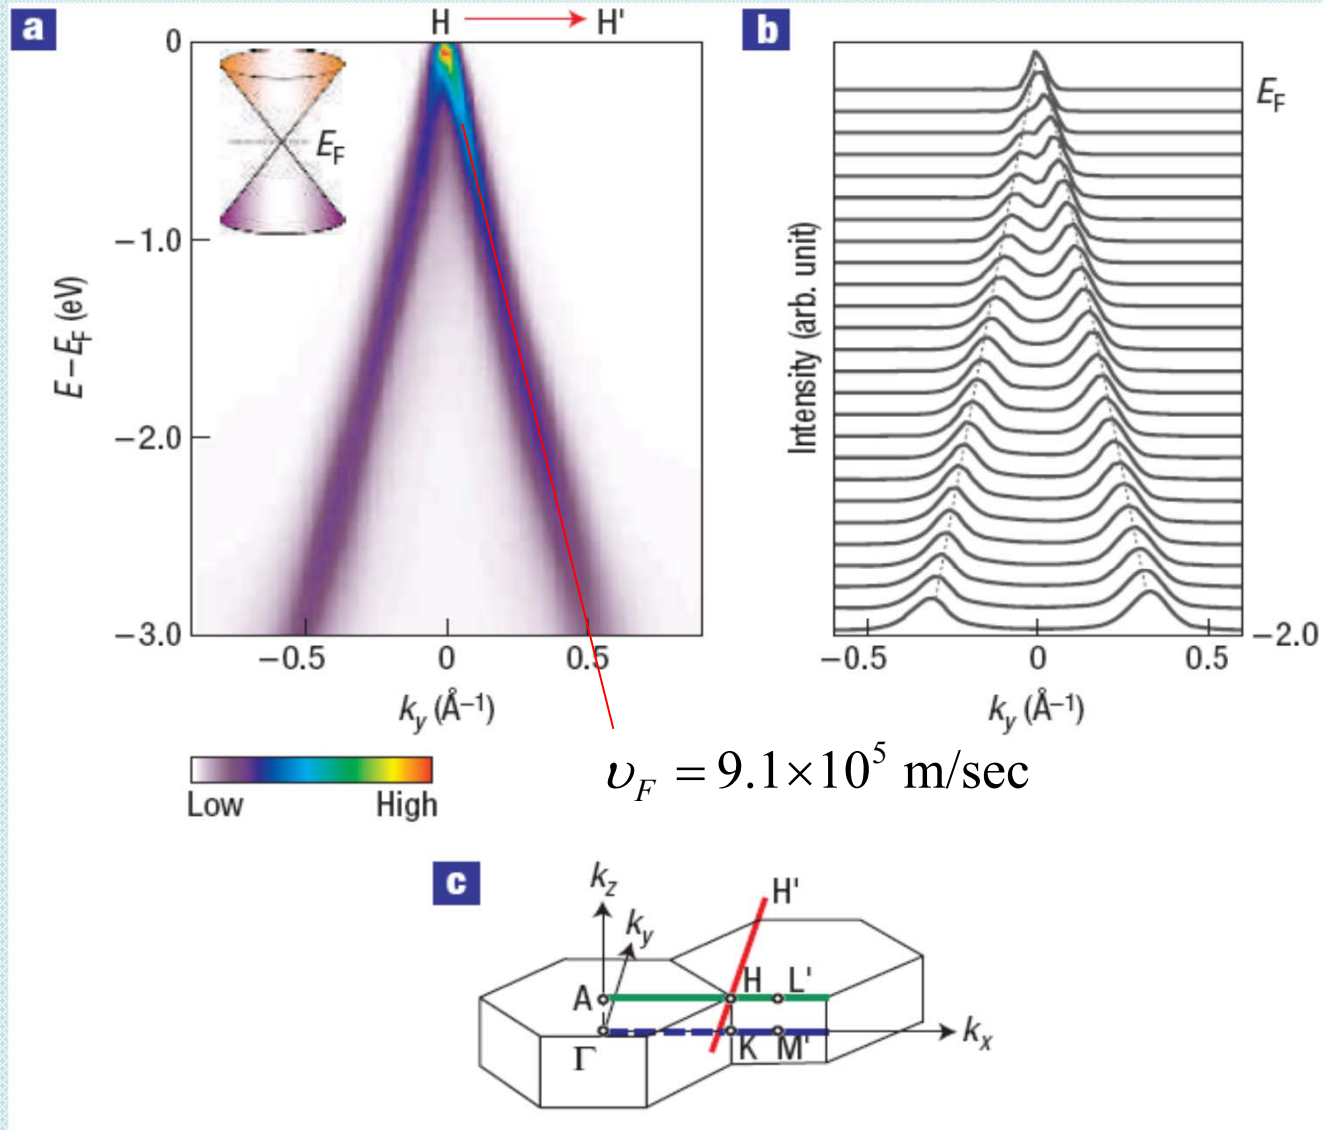 a
H H'
0
−1.0
−2.0
−3.0
E − E_F (eV)
E_F
−0.5 0 0.5
k_y (Å⁻¹)
Low High
b
E_F
−2.0
Intensity (arb. unit)
−0.5 0 0.5
k_y (Å⁻¹)
υ_F = 9.1×10⁵ m/sec
c
k_z
k_y
H'
A H L'
Γ K M' k_x